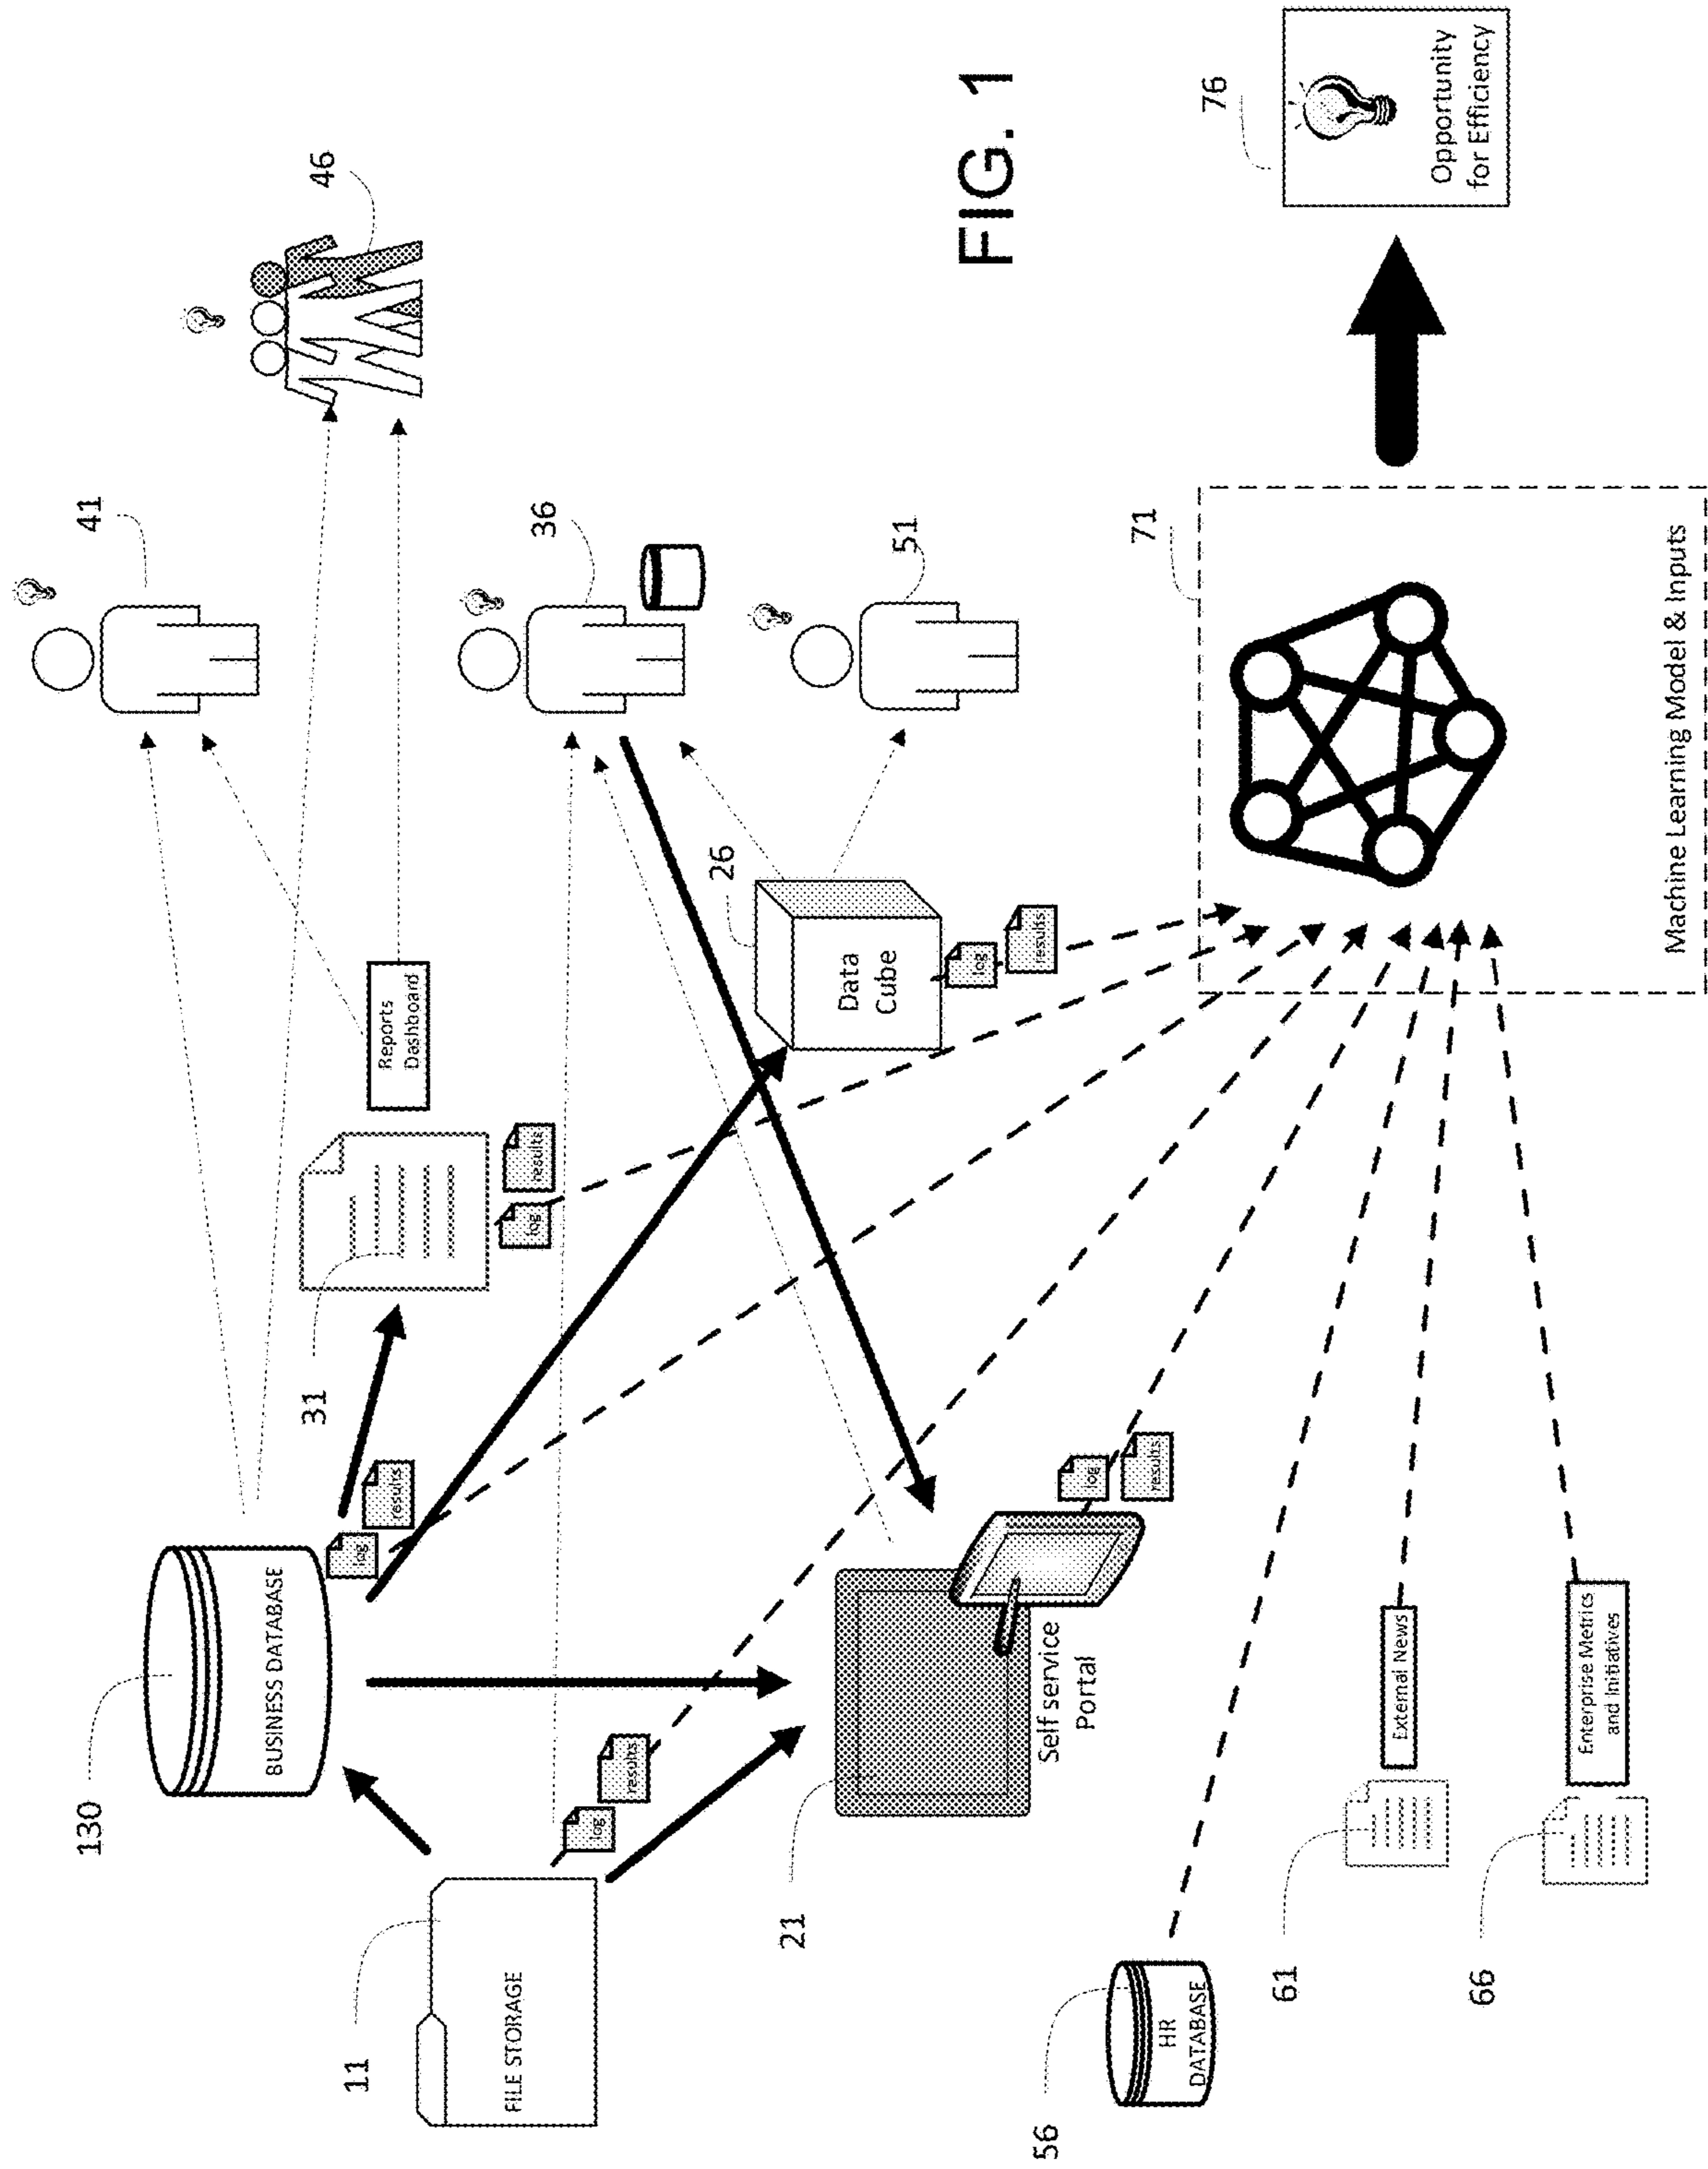 130
BUSINESS DATABASE
log
results
11
FILE STORAGE
log
results
31
log
results
Reports
Dashboard
41
46
36
51
26
Data
Cube
log
results
21
Self service
Portal
log
results
56
HR
DATABASE
61
External News
66
Enterprise Metrics
and Initiatives
71
Machine Learning Model & Inputs
76
Opportunity
for Efficiency
FIG. 1